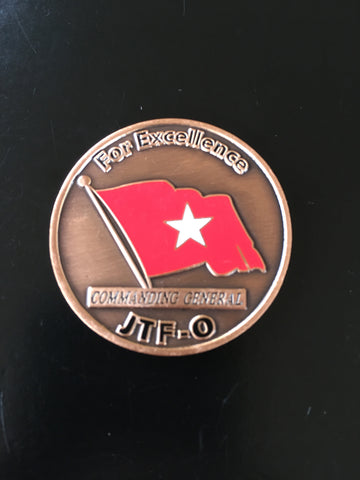 For Excellence
COMMANDING GENERAL
JTF-O